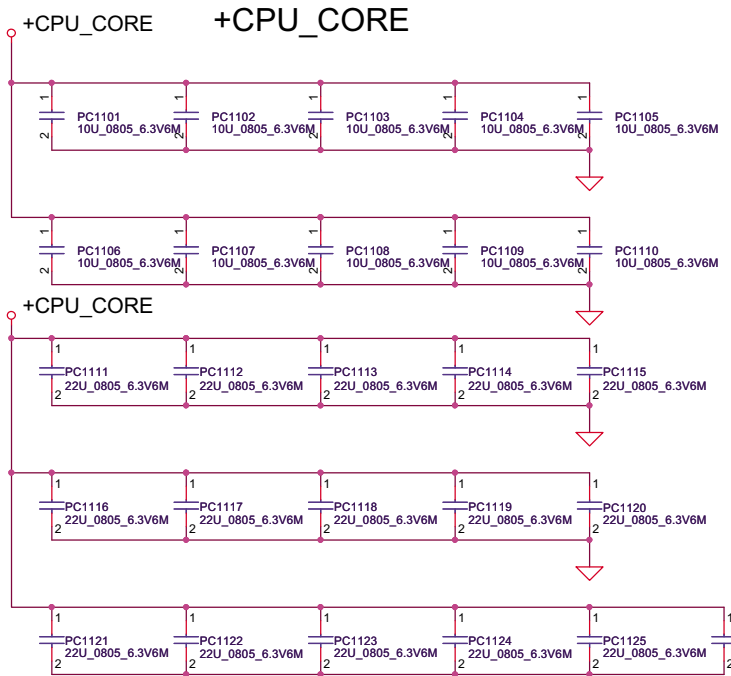 +CPU_CORE +CPU_CORE
1 1 1 1 1
PC1101 PC1102 PC1103 PC1104 PC1105
10U_0805_6.3V6M 10U_0805_6.3V6M 10U_0805_6.3V6M 10U_0805_6.3V6M 10U_0805_6.3V6M
2 2 2 2 2
1 1 1 1 1
PC1106 PC1107 PC1108 PC1109 PC1110
10U_0805_6.3V6M 10U_0805_6.3V6M 10U_0805_6.3V6M 10U_0805_6.3V6M 10U_0805_6.3V6M
2 2 2 2 2
+CPU_CORE
1 1 1 1 1
PC1111 PC1112 PC1113 PC1114 PC1115
22U_0805_6.3V6M 22U_0805_6.3V6M 22U_0805_6.3V6M 22U_0805_6.3V6M 22U_0805_6.3V6M
2 2 2 2 2
1 1 1 1 1
PC1116 PC1117 PC1118 PC1119 PC1120
22U_0805_6.3V6M 22U_0805_6.3V6M 22U_0805_6.3V6M 22U_0805_6.3V6M 22U_0805_6.3V6M
2 2 2 2 2
1 1 1 1 1 1
PC1121 PC1122 PC1123 PC1124 PC1125
22U_0805_6.3V6M 22U_0805_6.3V6M 22U_0805_6.3V6M 22U_0805_6.3V6M 22U_0805_6.3V6M
2 2 2 2 2 2